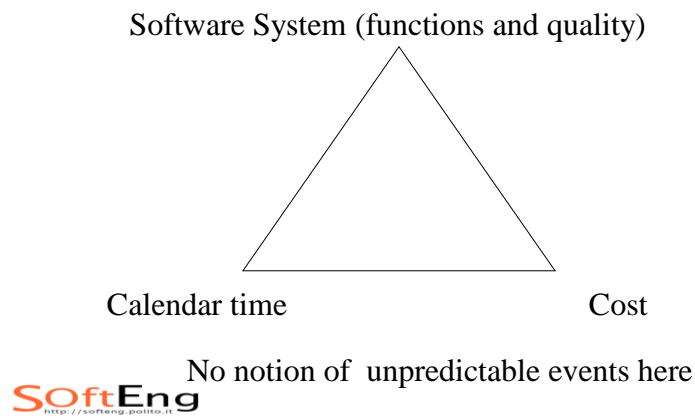 Software System (functions and quality)
Calendar time
Cost
No notion of unpredictable events here
SOftEng
http://softeng.polito.it